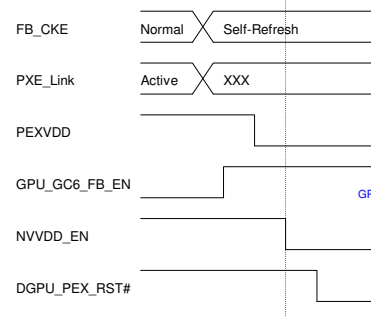 FB_CKE Normal Self-Refresh
PXE_Link Active XXX
PEXVDD
GPU_GC6_FB_EN
NVVDD_EN
DGPU_PEX_RST#